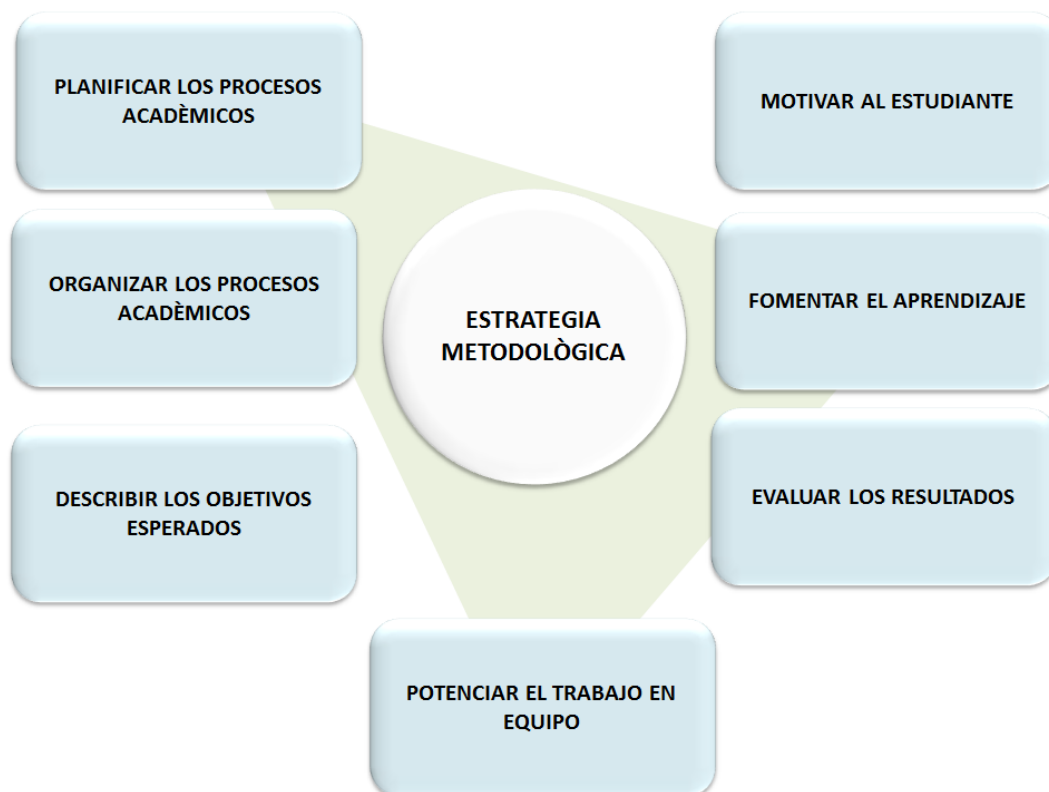 PLANIFICAR LOS PROCESOS
ACADÈMICOS
MOTIVAR AL ESTUDIANTE
ORGANIZAR LOS PROCESOS
ACADÈMICOS
ESTRATEGIA
METODOLÒGICA
FOMENTAR EL APRENDIZAJE
DESCRIBIR LOS OBJETIVOS
ESPERADOS
EVALUAR LOS RESULTADOS
POTENCIAR EL TRABAJO EN
EQUIPO